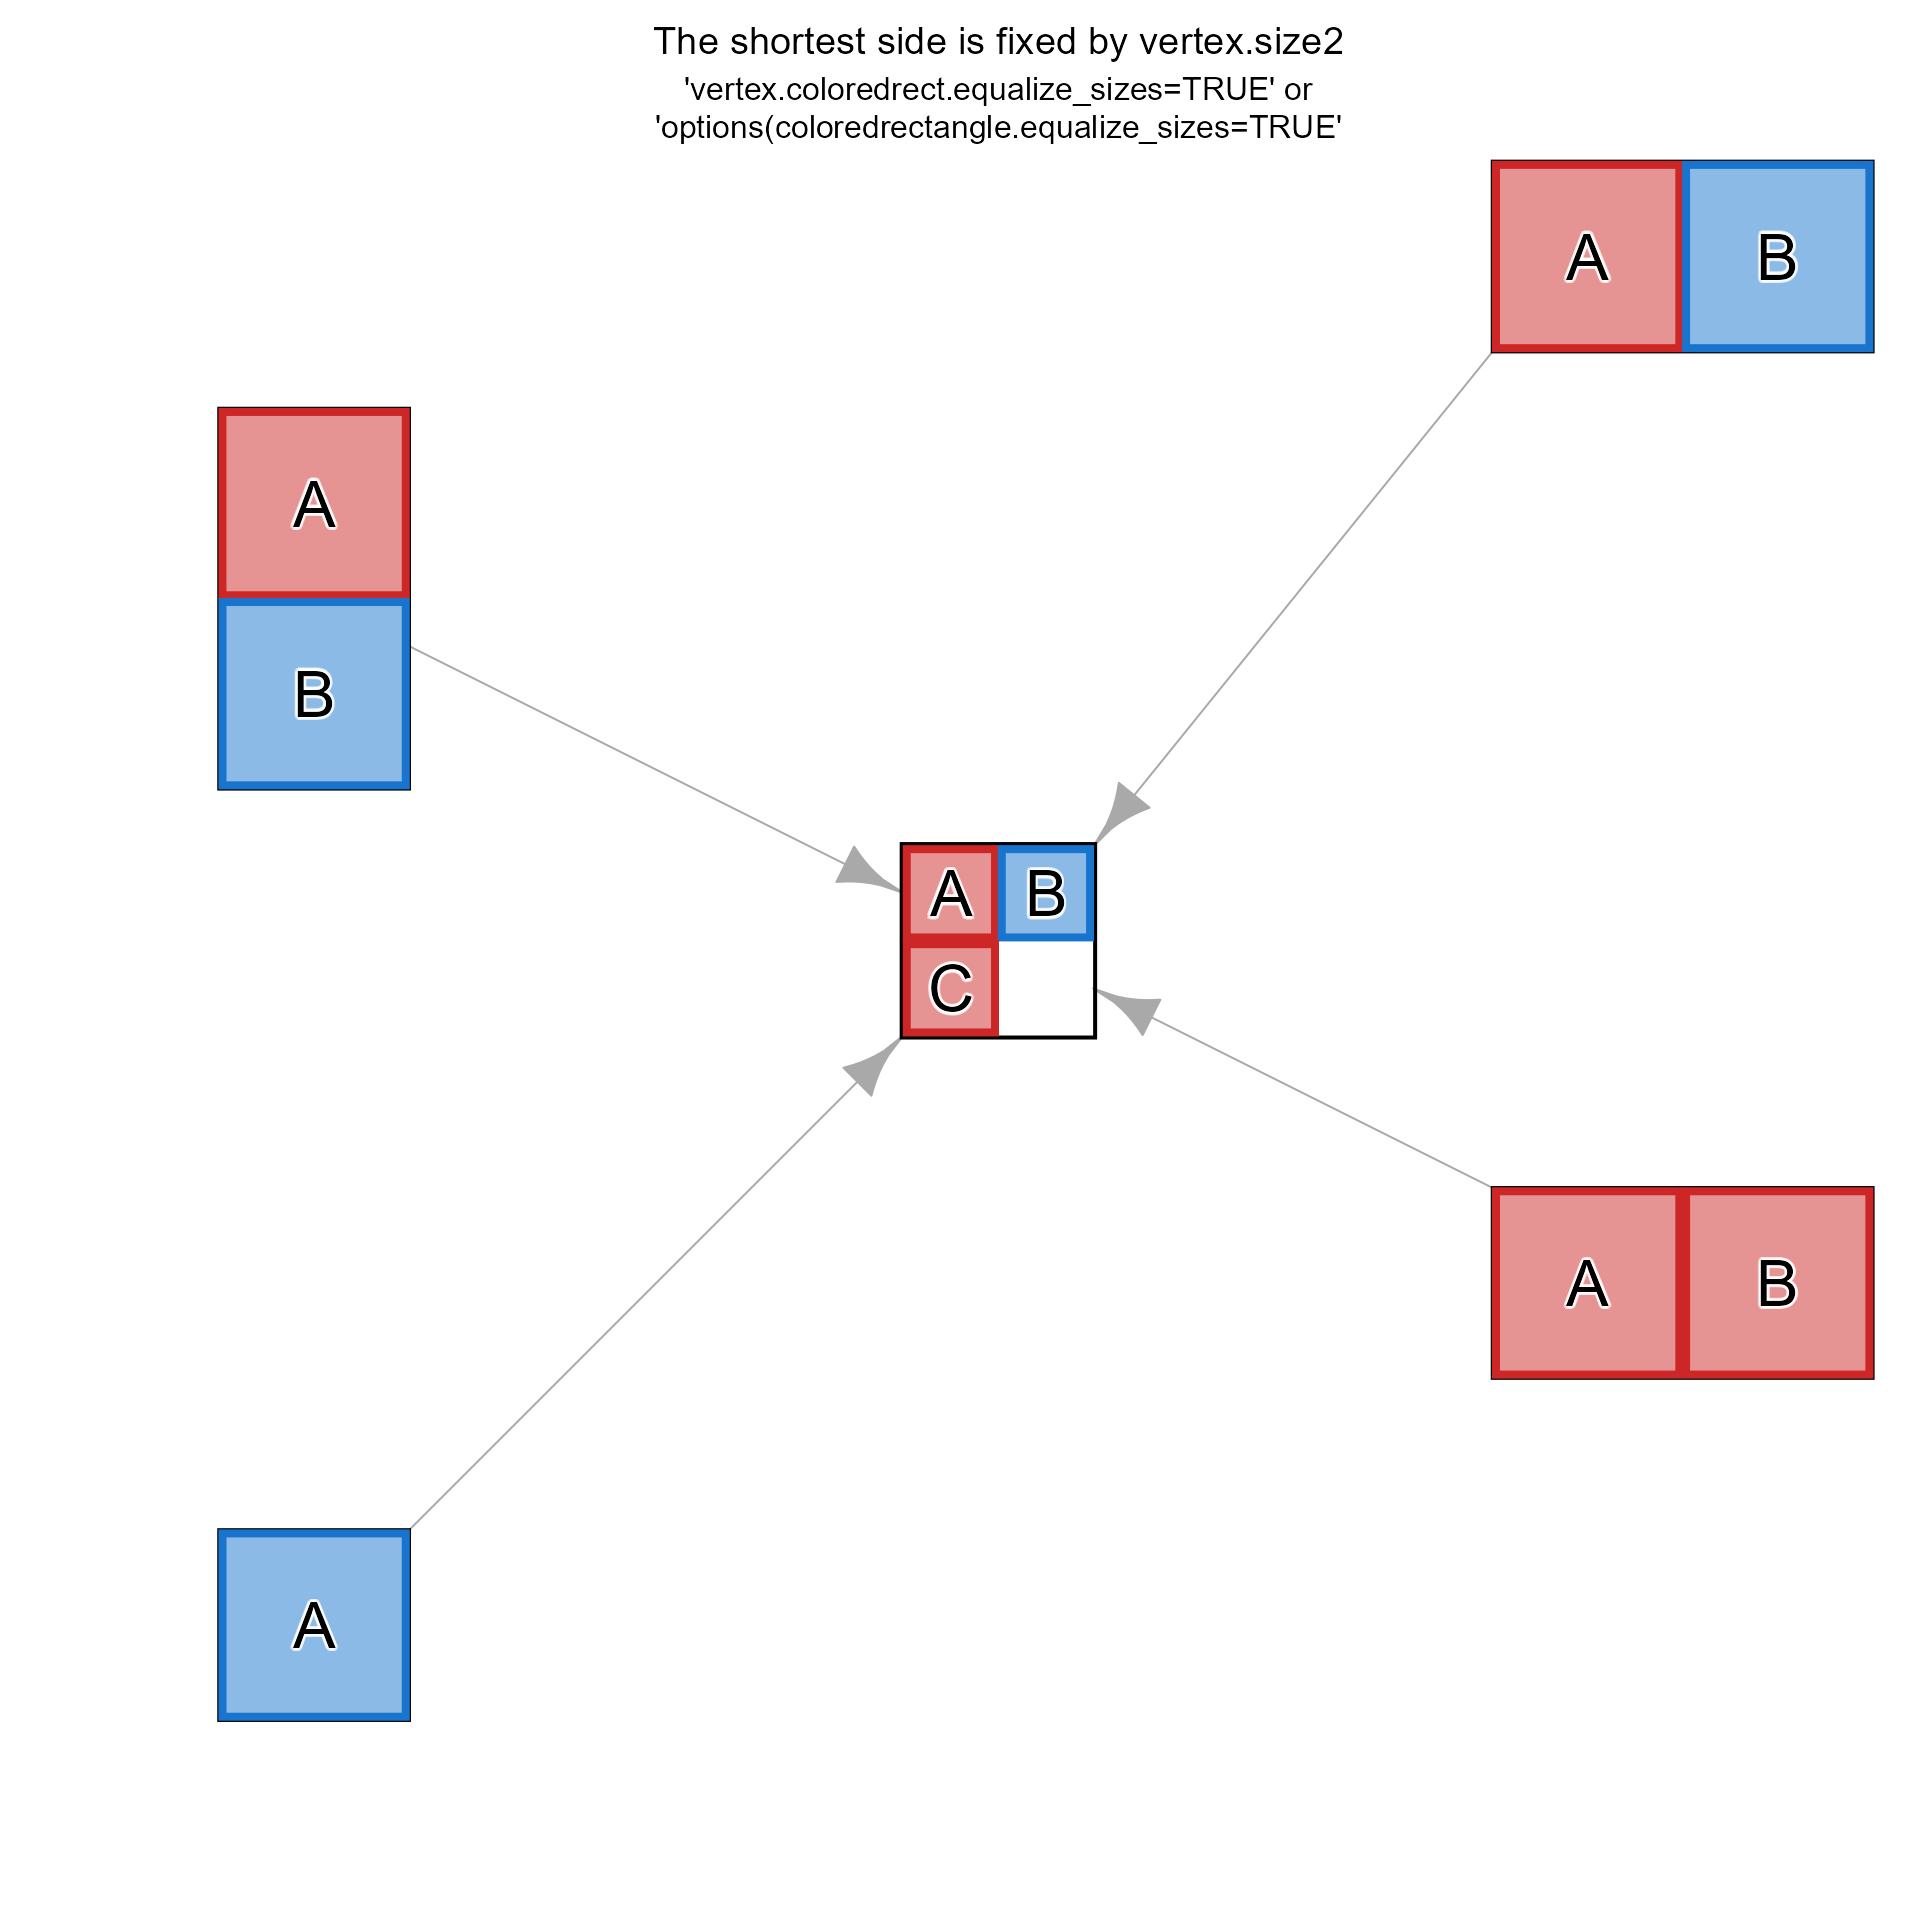 The shortest side is fixed by vertex.size2
'vertex.coloredrect.equalize_sizes=TRUE' or
'options(coloredrectangle.equalize_sizes=TRUE'
A B
A
B
A B
C
A B
A